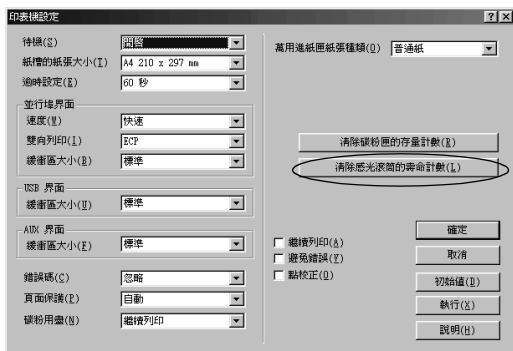 印表機設定
待機(S) 開啓
紙槽的紙張大小(I) A4 210 x 297 mm
逾時設定(E) 60 秒
並行埠界面
速度(W) 快速
雙向列印(I) ECP
緩衝區大小(B) 標準
USB 界面
緩衝區大小(U) 標準
AUX 界面
緩衝區大小(F) 標準
錯誤碼(C) 忽略
頁面保護(P) 自動
碳粉用盡(N) 繼續列印
萬用進紙匣紙張種類(O) 普通紙
清除碳粉匣的存量計數(R)
清除感光滾筒的壽命計數(L)
繼續列印(A)
避免錯誤(Y)
點校正(Q)
確定
取消
初始值(D)
執行(X)
說明(H)